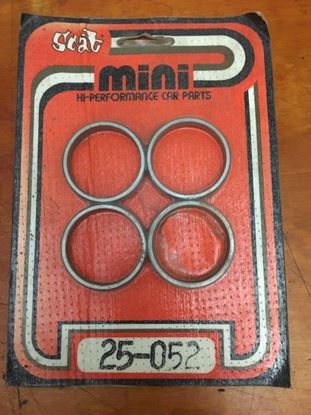 Scat
mini
HI-PERFORMANCE CAR PARTS
25-052